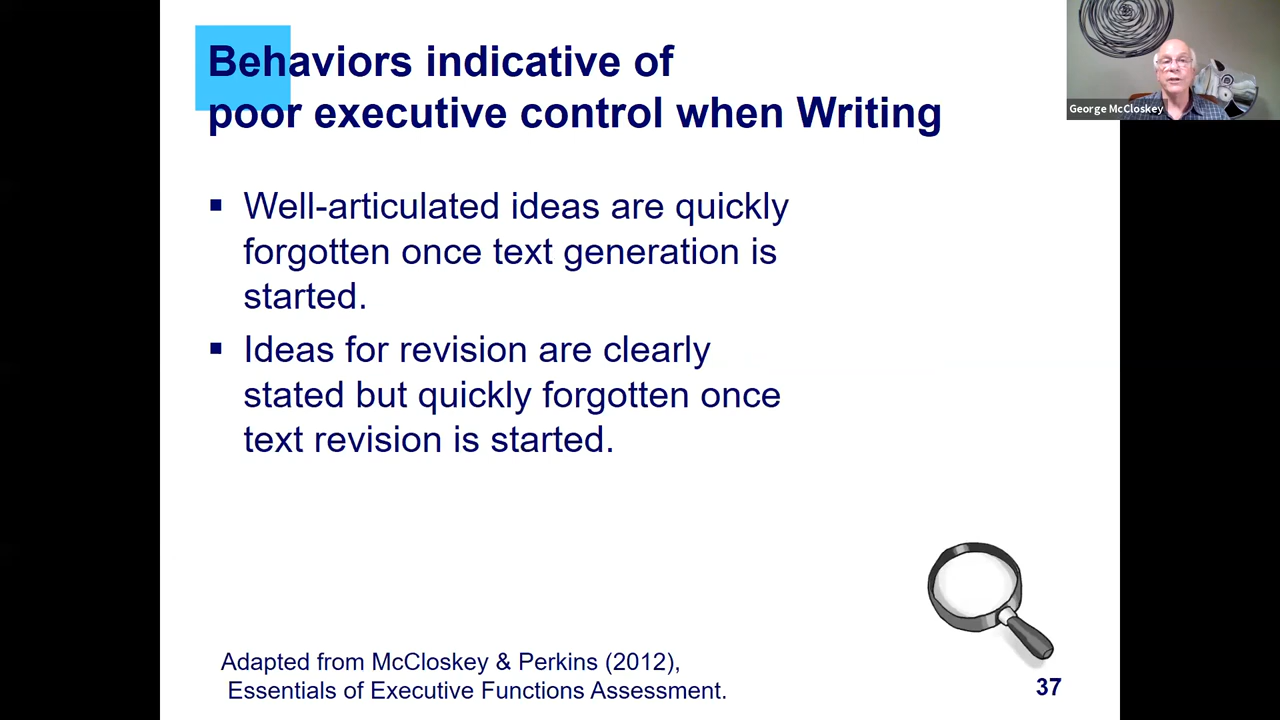 Behaviors indicative of
poor executive control when Writing
George McCloskey
▪ Well-articulated ideas are quickly
forgotten once text generation is
started.
▪ Ideas for revision are clearly
stated but quickly forgotten once
text revision is started.
Adapted from McCloskey & Perkins (2012),
Essentials of Executive Functions Assessment.
37